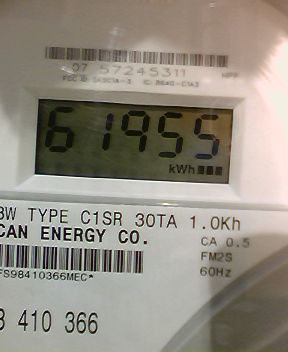 07 57245311
61955
kWh
3W TYPE C1SR 30TA 1.0Kh
CAN ENERGY CO.
CA 0.5
FM2S
FS98410366MEC*
60Hz
410 366